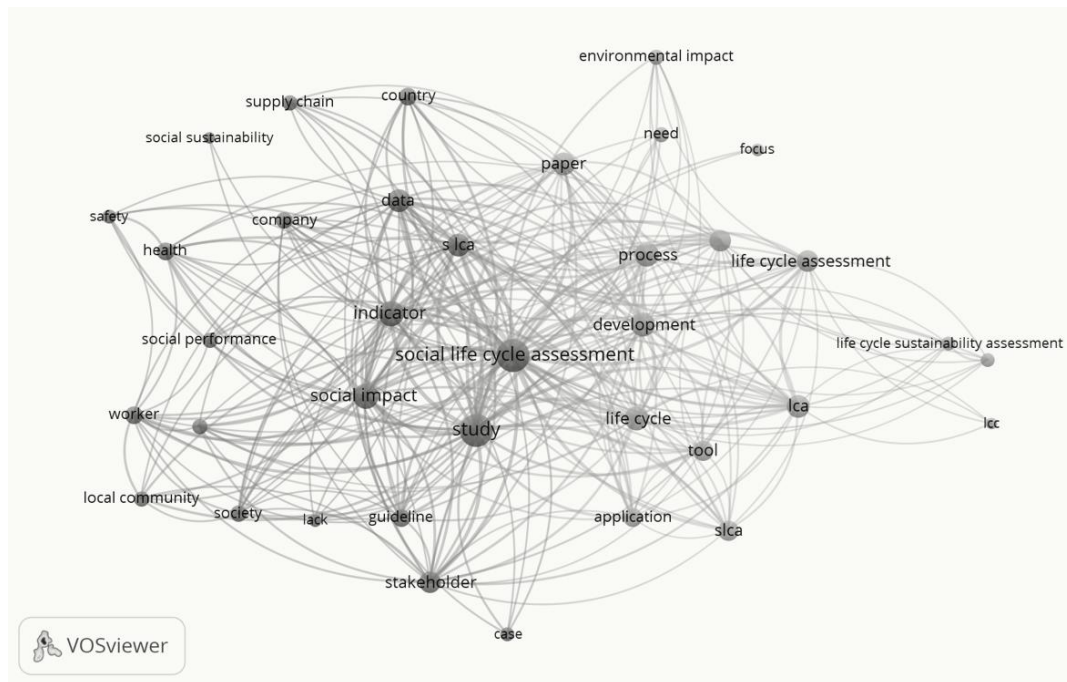 environmental impact
supply chain
country
need
social sustainability
focus
paper
data
safety
company
s lca
health
process
life cycle assessment
indicator
development
social performance
life cycle sustainability assessment
social life cycle assessment
social impact
lca
worker
life cycle
lcc
study
tool
local community
society
lack
guideline
application
slca
stakeholder
case
VOSviewer